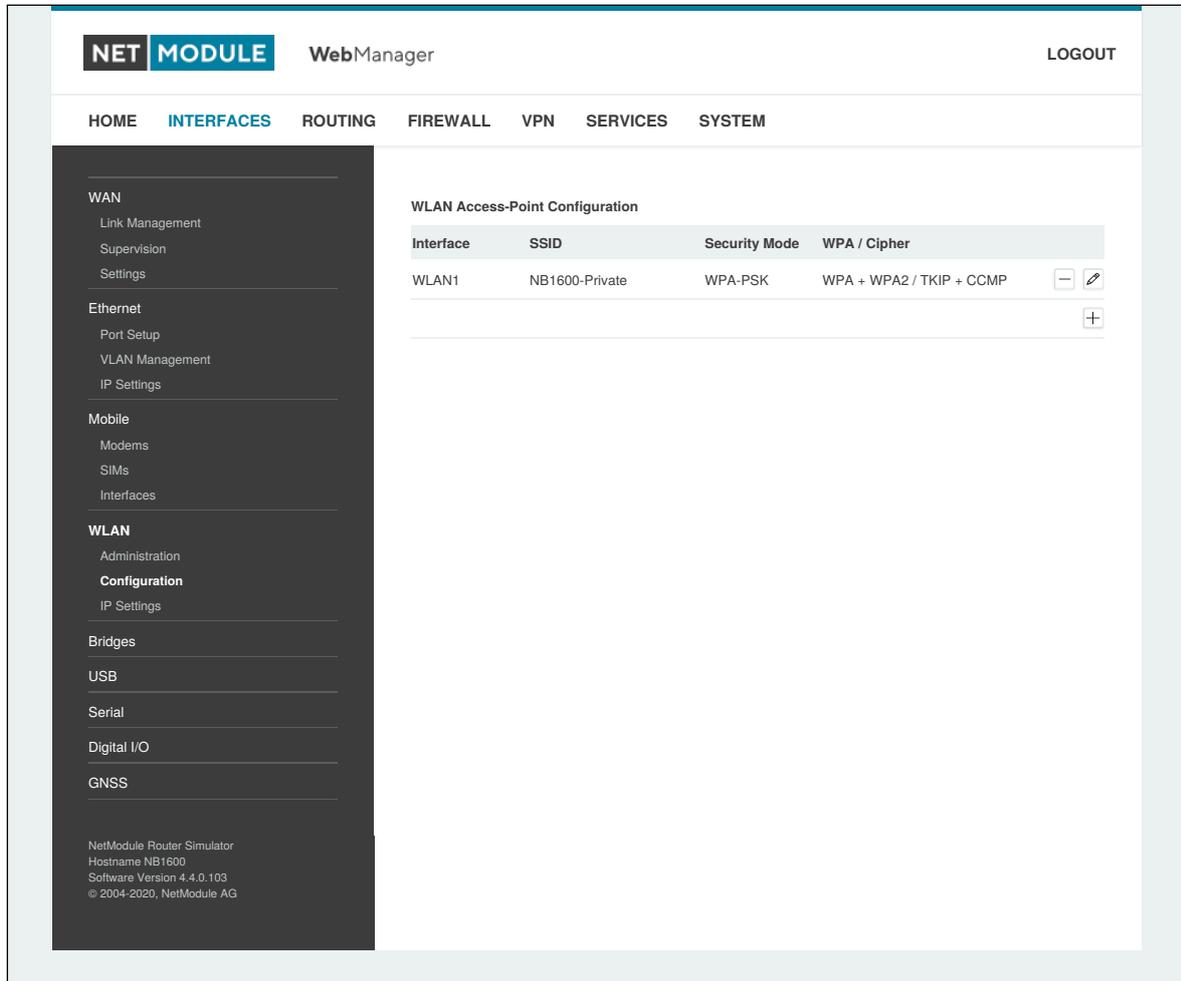 NET MODULE WebManager LOGOUT
HOME INTERFACES ROUTING FIREWALL VPN SERVICES SYSTEM
WAN
Link Management
Supervision
Settings
Ethernet
Port Setup
VLAN Management
IP Settings
Mobile
Modems
SIMs
Interfaces
WLAN
Administration
Configuration
IP Settings
Bridges
USB
Serial
Digital I/O
GNSS
NetModule Router Simulator
Hostname NB1600
Software Version 4.4.0.103
© 2004-2020, NetModule AG
WLAN Access-Point Configuration
Interface SSID Security Mode WPA / Cipher
WLAN1 NB1600-Private WPA-PSK WPA + WPA2 / TKIP + CCMP